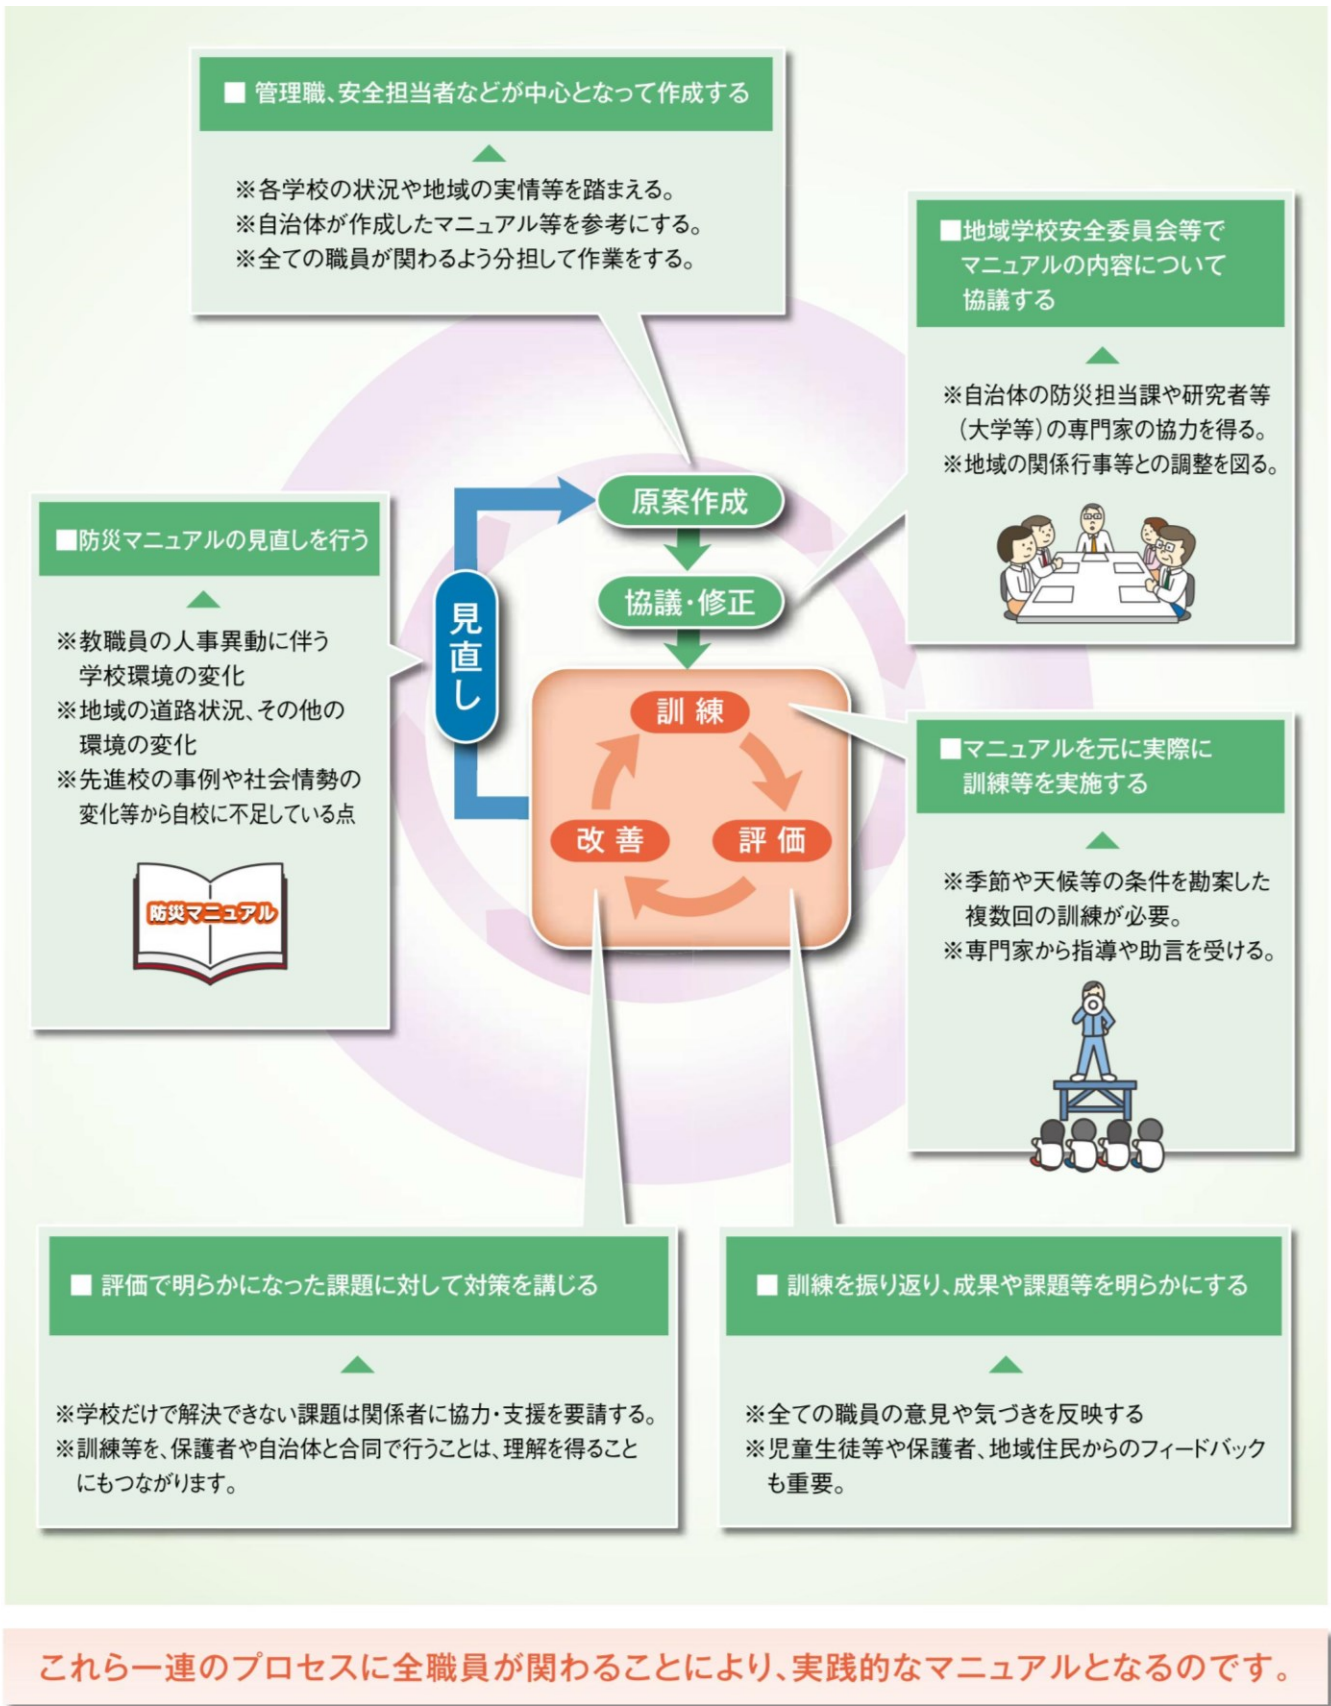 ■ 管理職、安全担当者などが中心となって作成する
※各学校の状況や地域の実情等を踏まえる。
※自治体が作成したマニュアル等を参考にする。
※全ての職員が関わるよう分担して作業をする。
■地域学校安全委員会等で
マニュアルの内容について
協議する
※自治体の防災担当課や研究者等
（大学等）の専門家の協力を得る。
※地域の関係行事等との調整を図る。
原案作成
協議・修正
見直し
訓練
評価
改善
■防災マニュアルの見直しを行う
※教職員の人事異動に伴う
学校環境の変化
※地域の道路状況、その他の
環境の変化
※先進校の事例や社会情勢の
変化等から自校に不足している点
防災マニュアル
■マニュアルを元に実際に
訓練等を実施する
※季節や天候等の条件を勘案した
複数回の訓練が必要。
※専門家から指導や助言を受ける。
■ 評価で明らかになった課題に対して対策を講じる
※学校だけで解決できない課題は関係者に協力・支援を要請する。
※訓練等を、保護者や自治体と合同で行うことは、理解を得ること
にもつながります。
■ 訓練を振り返り、成果や課題等を明らかにする
※全ての職員の意見や気づきを反映する
※児童生徒等や保護者、地域住民からのフィードバック
も重要。
これら一連のプロセスに全職員が関わることにより、実践的なマニュアルとなるのです。